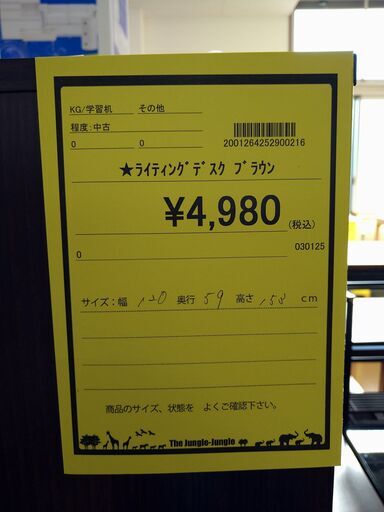 KG/学習机 その他
程度:中古
0 0
2001264252900216
★ライティングデスク ブラウン
¥4,980(税込)
0 030125
サイズ:幅 120 奥行 59 高さ 158 cm
商品のサイズ、状態を よくご確認下さい。
The Jungle-Jungle